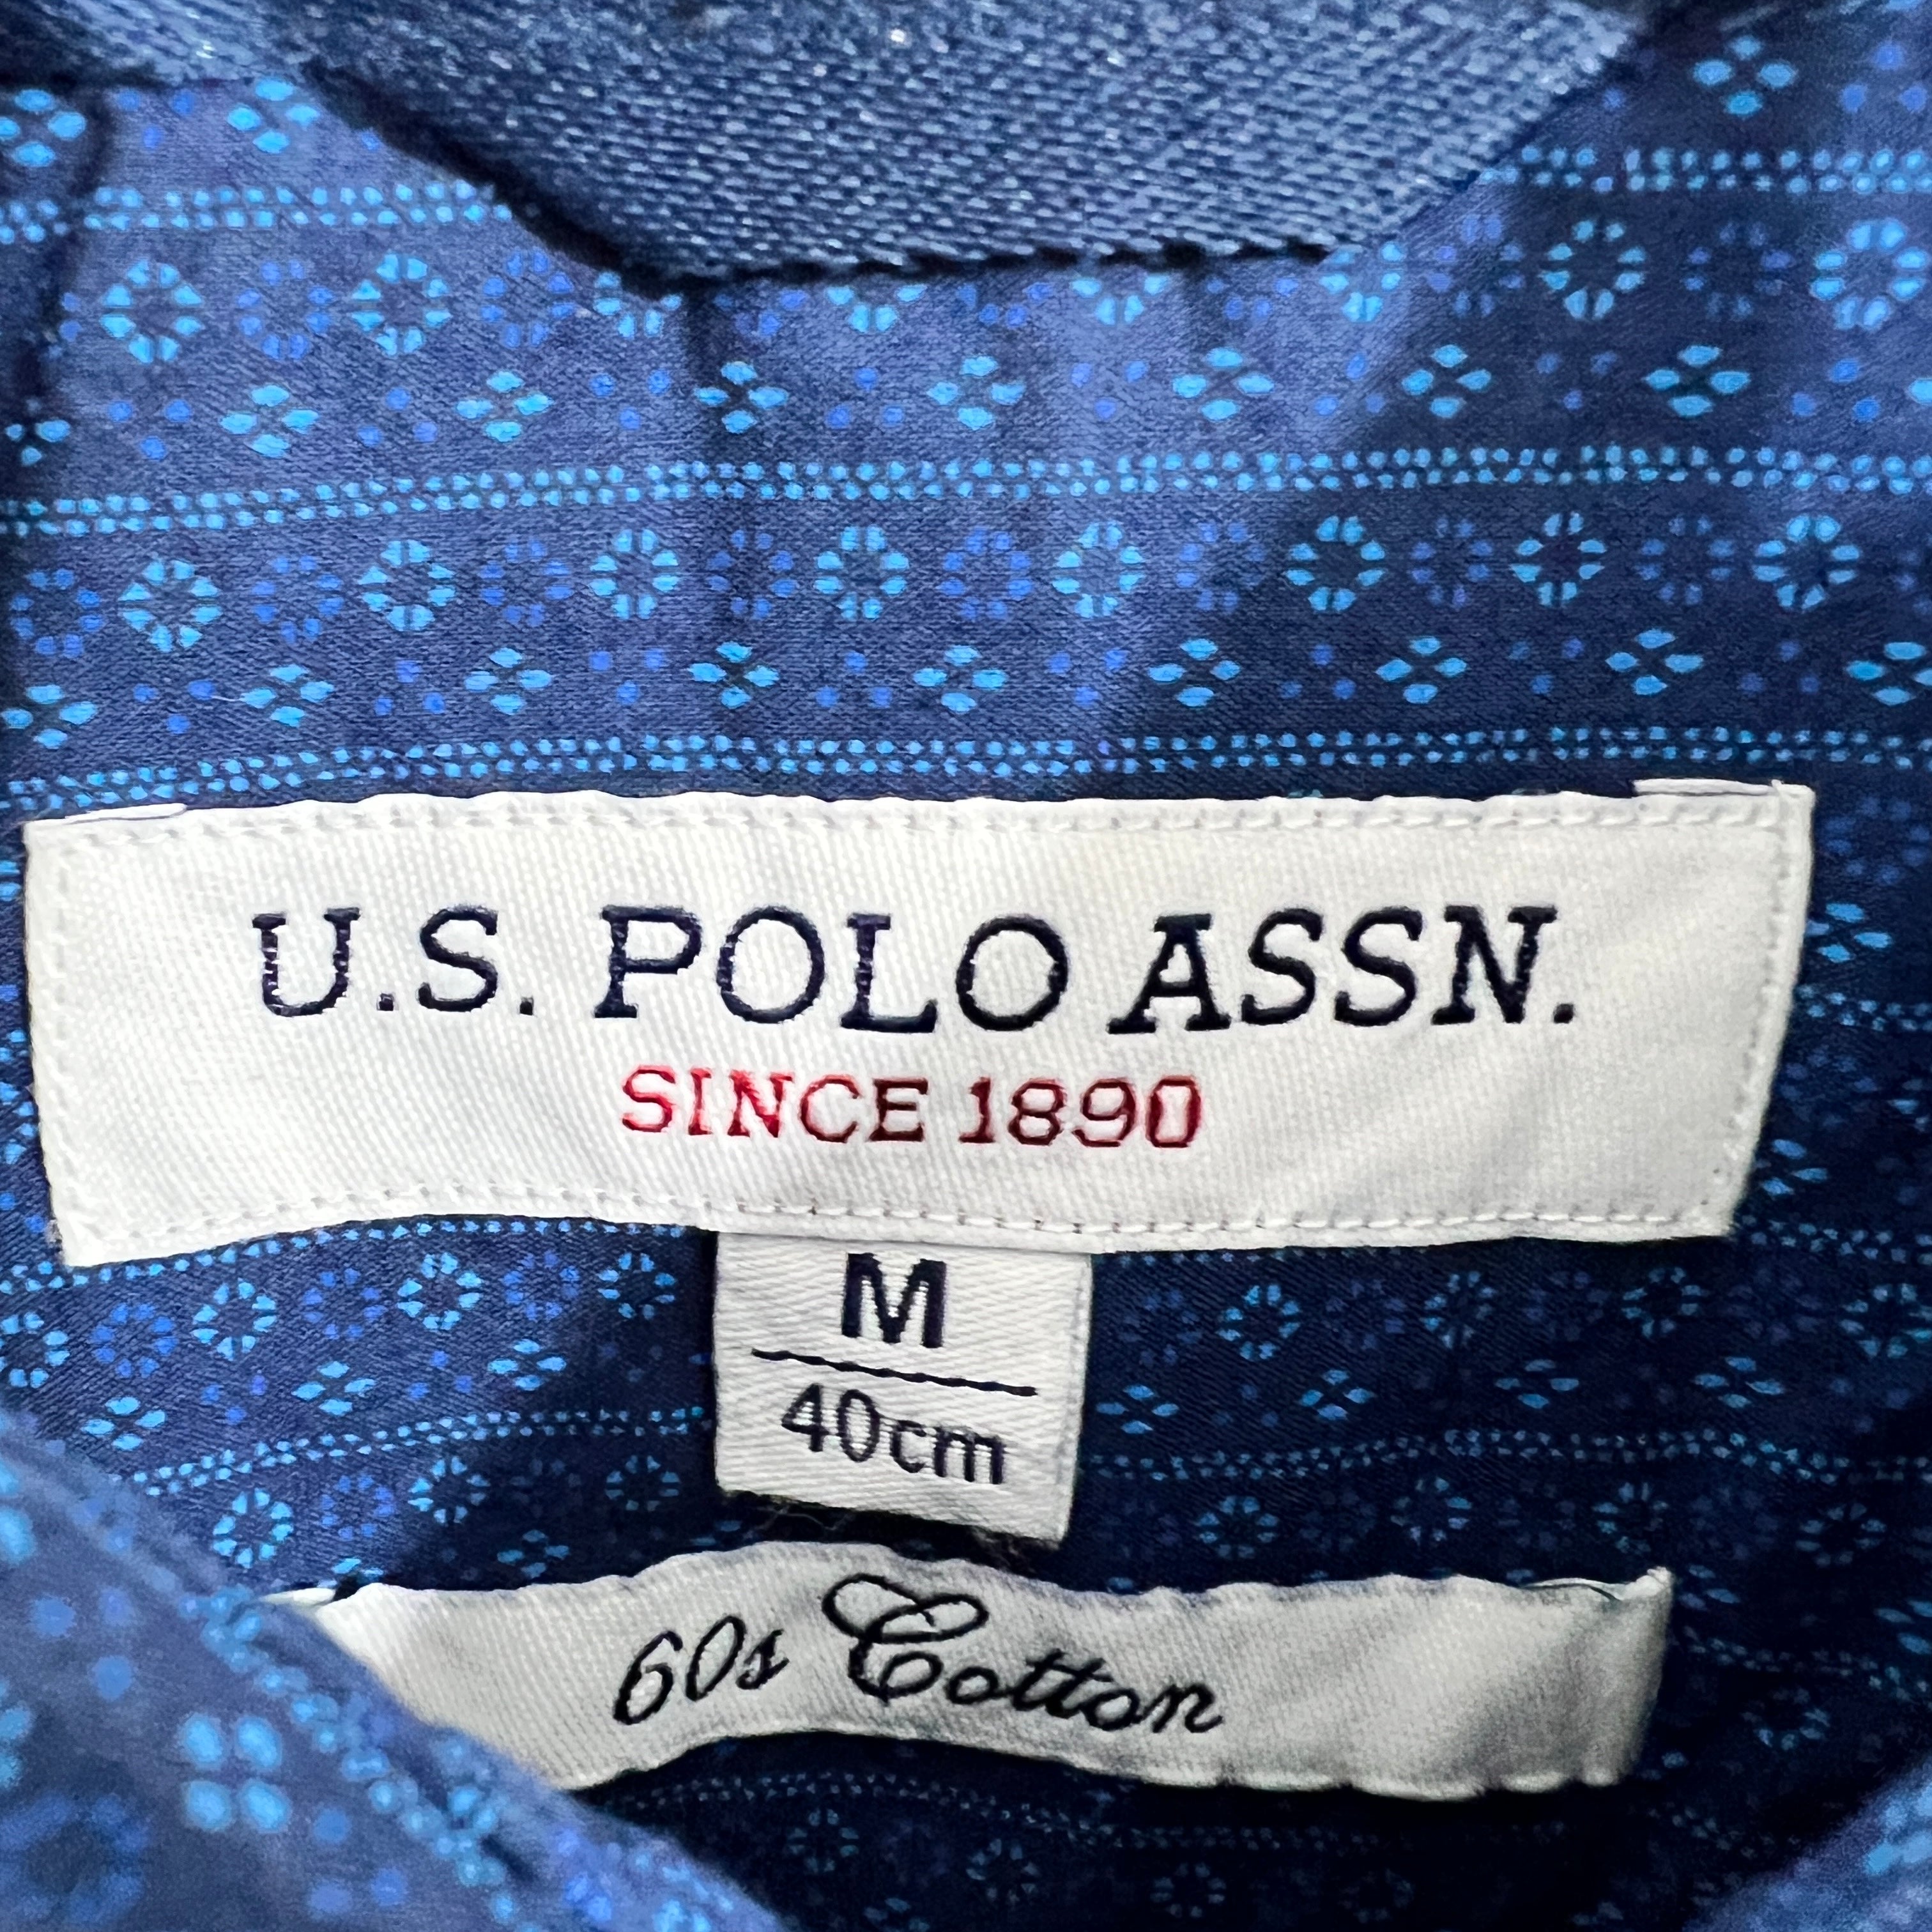 U.S. POLO ASSN.
SINCE 1890
M
40cm
60s Cotton